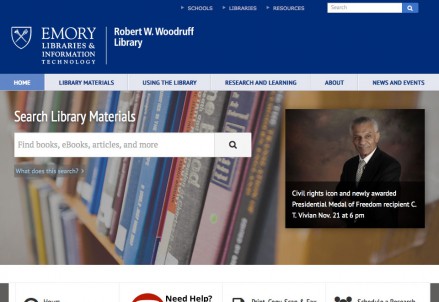 SCHOOLS
LIBRARIES
RESOURCES
Search
EMORY
LIBRARIES &
INFORMATION
TECHNOLOGY
Robert W. Woodruff
Library
HOME
LIBRARY MATERIALS
USING THE LIBRARY
RESEARCH AND LEARNING
ABOUT
NEWS AND EVENTS
Search Library Materials
Find books, eBooks, articles, and more
What does this search?
Civil rights icon and newly awarded
Presidential Medal of Freedom recipient C.
T. Vivian Nov. 21 at 6 pm
Hours
Need Help?
Print, Copy, Scan & Fax
Schedule a Research